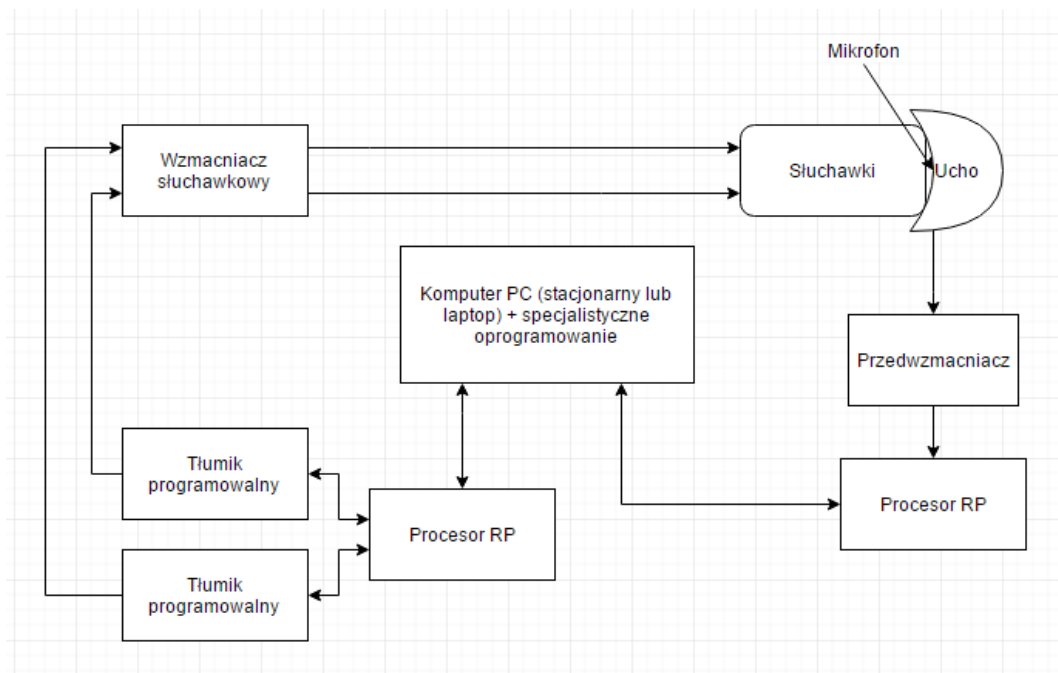 Mikrofon
Wzmacniacz
słuchawkowy
Słuchawki
Ucho
Komputer PC (stacjonarny lub
laptop) + specjalistyczne
oprogramowanie
Przedwzmacniacz
Tłumik
programowalny
Procesor RP
Procesor RP
Tłumik
programowalny